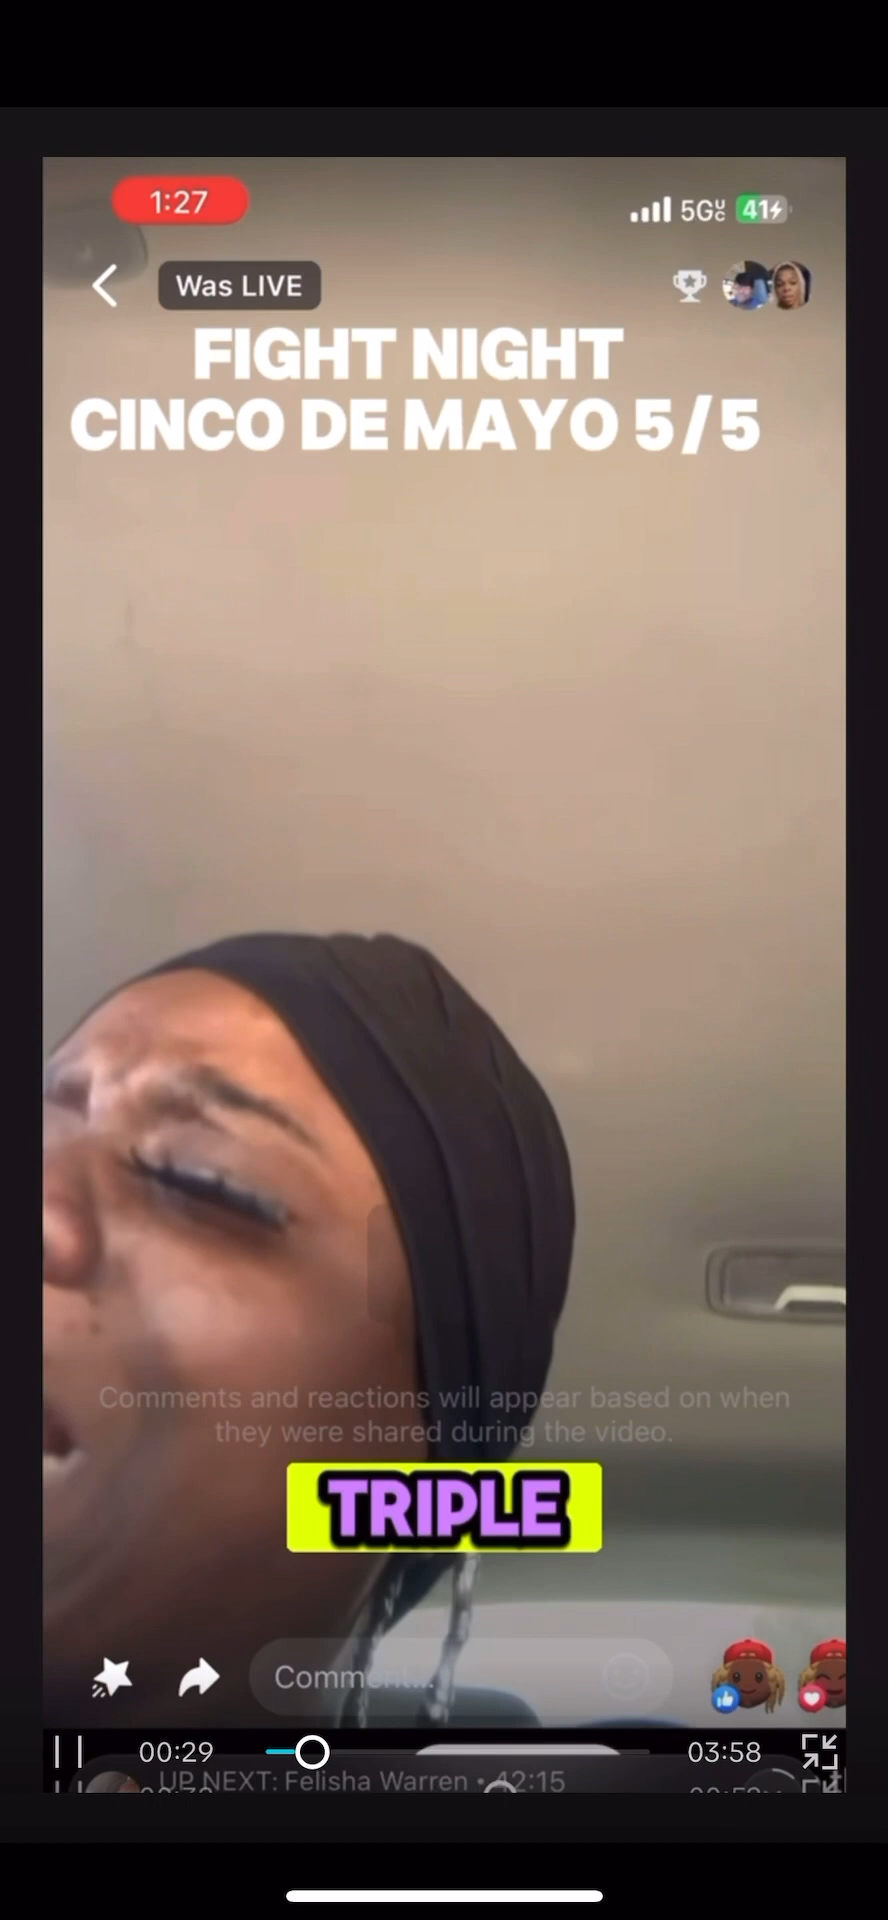 1:27
5G
41
Was LIVE
FIGHT NIGHT
CINCO DE MAYO 5/5
Comments and reactions will appear based on when
they were shared during the video.
TRIPLE
Comment...
00:29
03:58
UP NEXT: Felisha Warren • 42:15